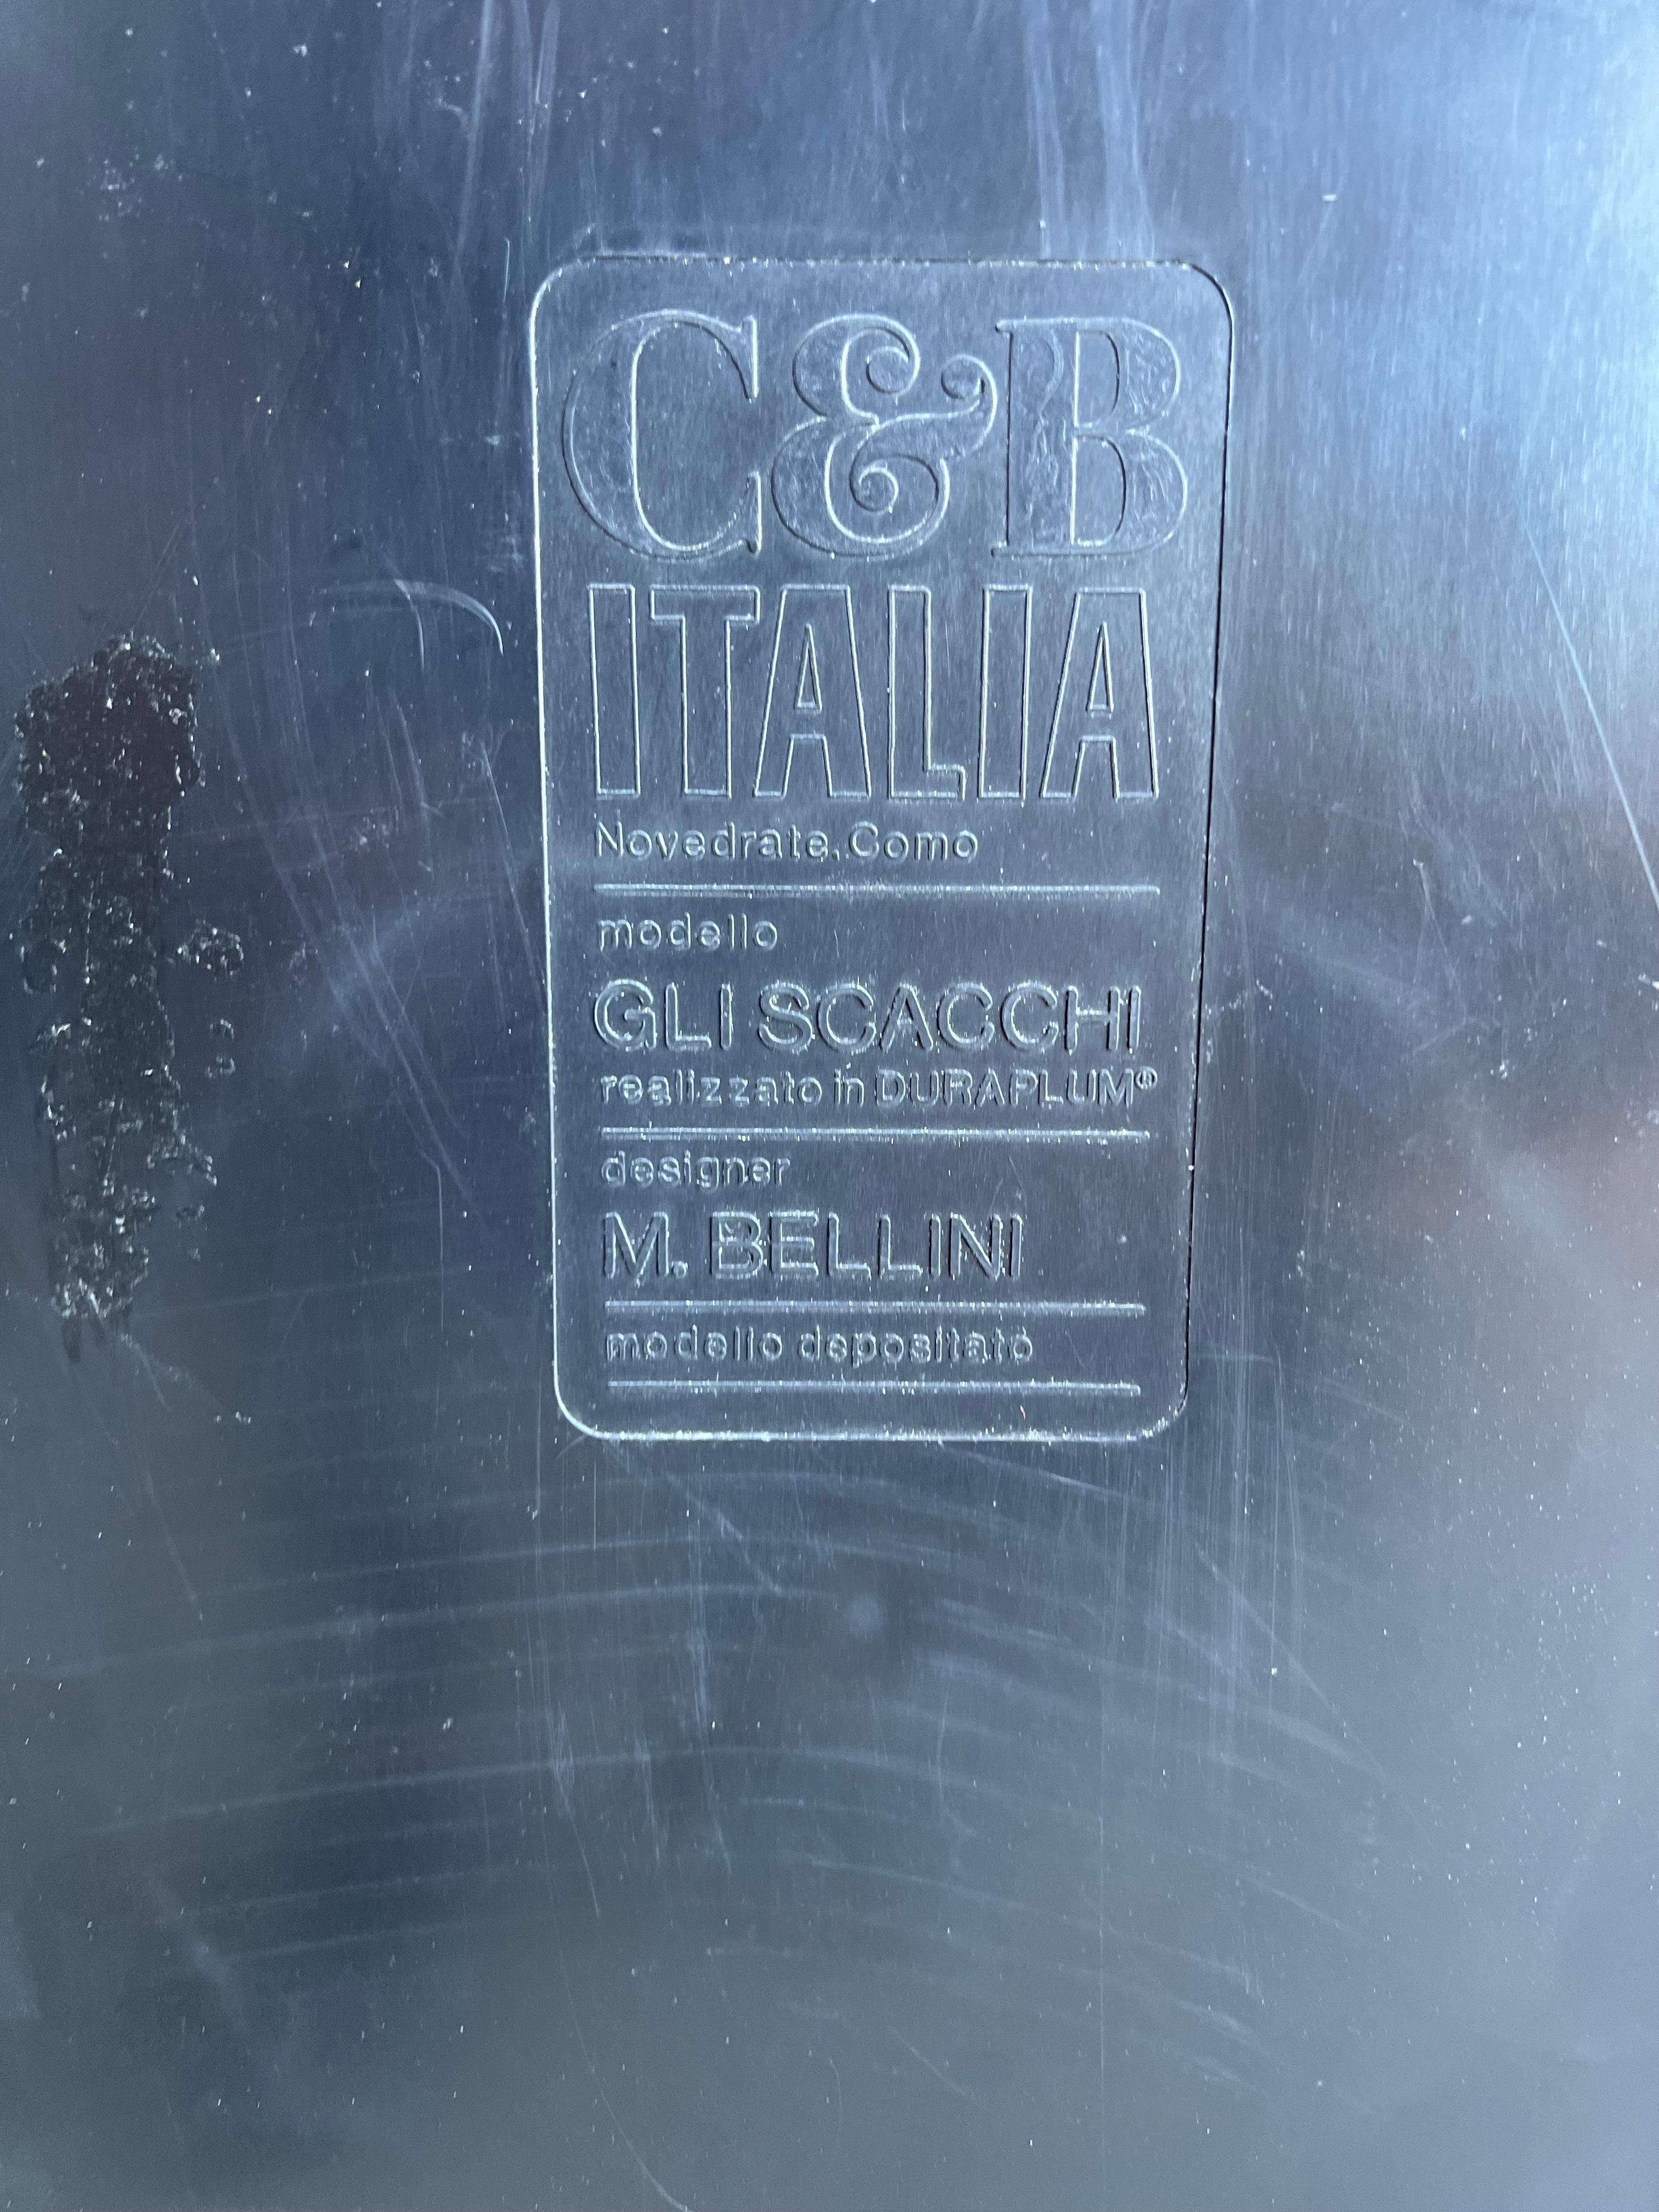 C&B
ITALIA
Novedrate.Como
modello
GLI SCACCHI
realizzato in DURAPLUM®
designer
M. BELLINI
modello depositato